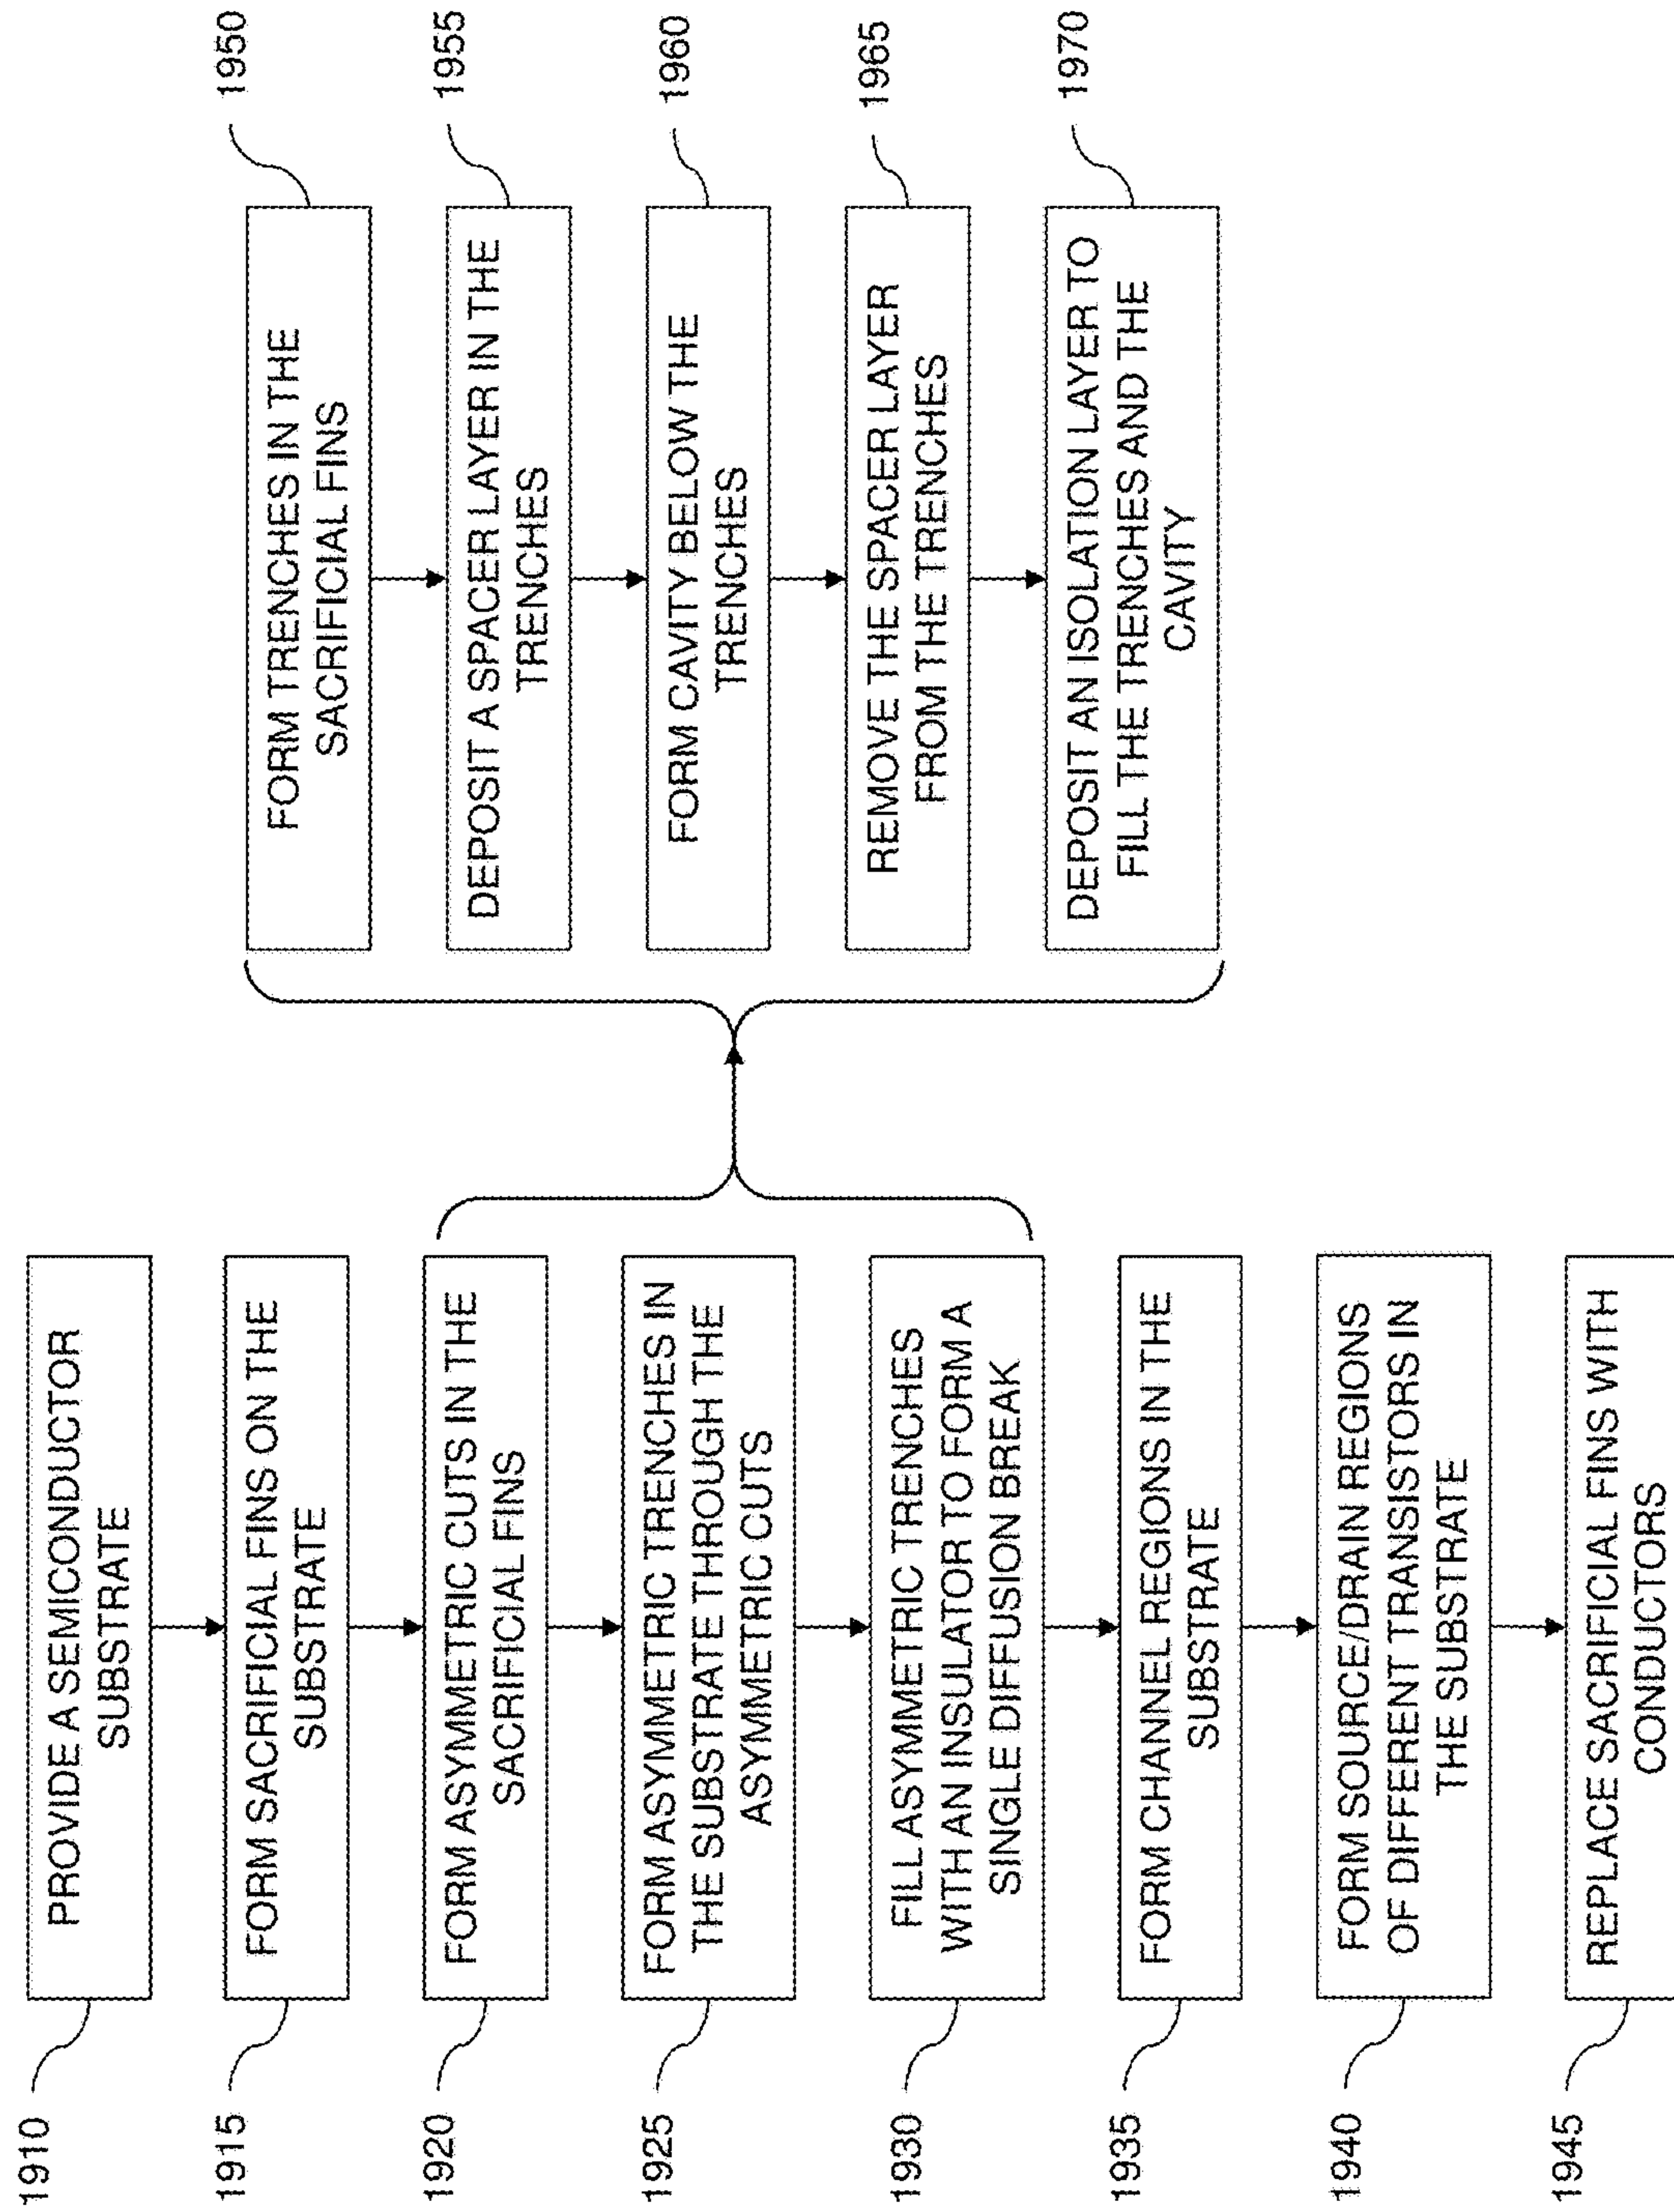 1910
PROVIDE A SEMICONDUCTOR
SUBSTRATE
1915
FORM SACRIFICIAL FINS ON THE
SUBSTRATE
1920
FORM ASYMMETRIC CUTS IN THE
SACRIFICIAL FINS
1925
FORM ASYMMETRIC TRENCHES IN
THE SUBSTRATE THROUGH THE
ASYMMETRIC CUTS
1930
FILL ASYMMETRIC TRENCHES
WITH AN INSULATOR TO FORM A
SINGLE DIFFUSION BREAK
1935
FORM CHANNEL REGIONS IN THE
SUBSTRATE
1940
FORM SOURCE/DRAIN REGIONS
OF DIFFERENT TRANSISTORS IN
THE SUBSTRATE
1945
REPLACE SACRIFICIAL FINS WITH
CONDUCTORS
1950
FORM TRENCHES IN THE
SACRIFICIAL FINS
1955
DEPOSIT A SPACER LAYER IN THE
TRENCHES
1960
FORM CAVITY BELOW THE
TRENCHES
1965
REMOVE THE SPACER LAYER
FROM THE TRENCHES
1970
DEPOSIT AN ISOLATION LAYER TO
FILL THE TRENCHES AND THE
CAVITY